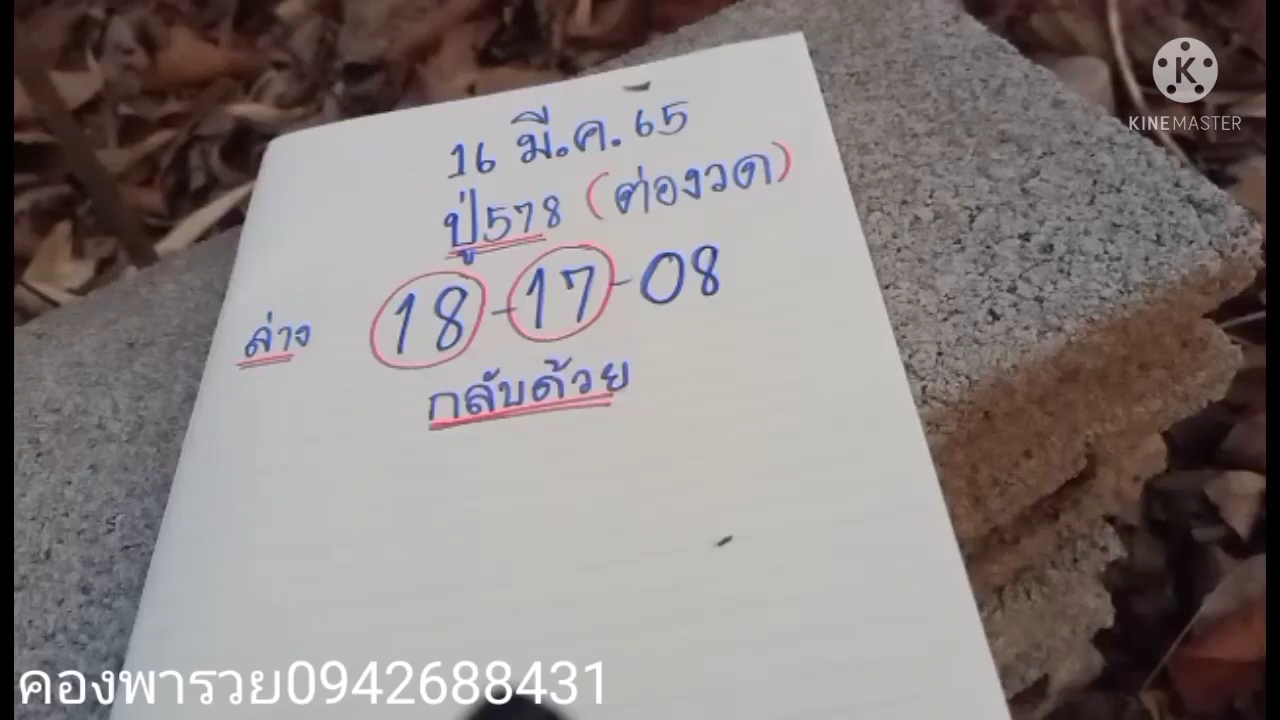 KINEMASTER
16 มี.ค.65
ปู่578 (ต่องวด)
ล่าง 18-17-08
กลับด้วย
คองพารวย0942688431